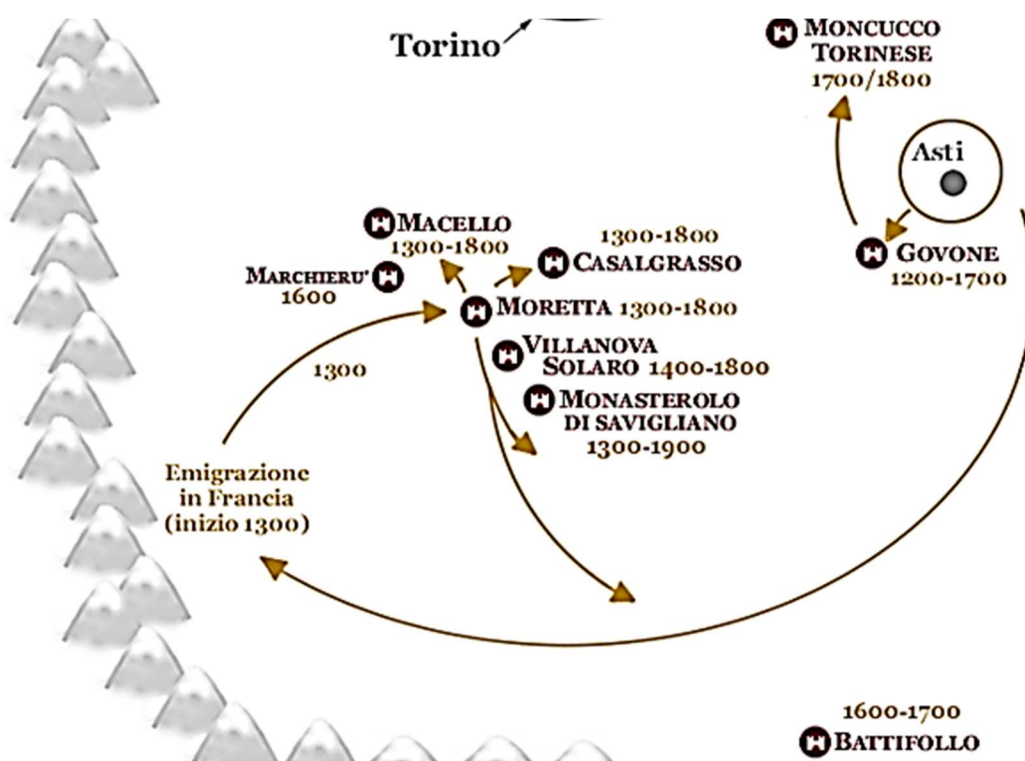 Torino
MONCUCCO
TORINESE
1700/1800
Asti
GOVONE
1200-1700
MACELLO
1300-1800
1300-1800
CASALGRASSO
MARCHIERU'
1600
MORETTA 1300-1800
VILLANOVA
SOLARO 1400-1800
1300
MONASTEROLO
DI SAVIGLIANO
1300-1900
Emigrazione
in Francia
(inizio 1300)
1600-1700
BATTIFOLLO